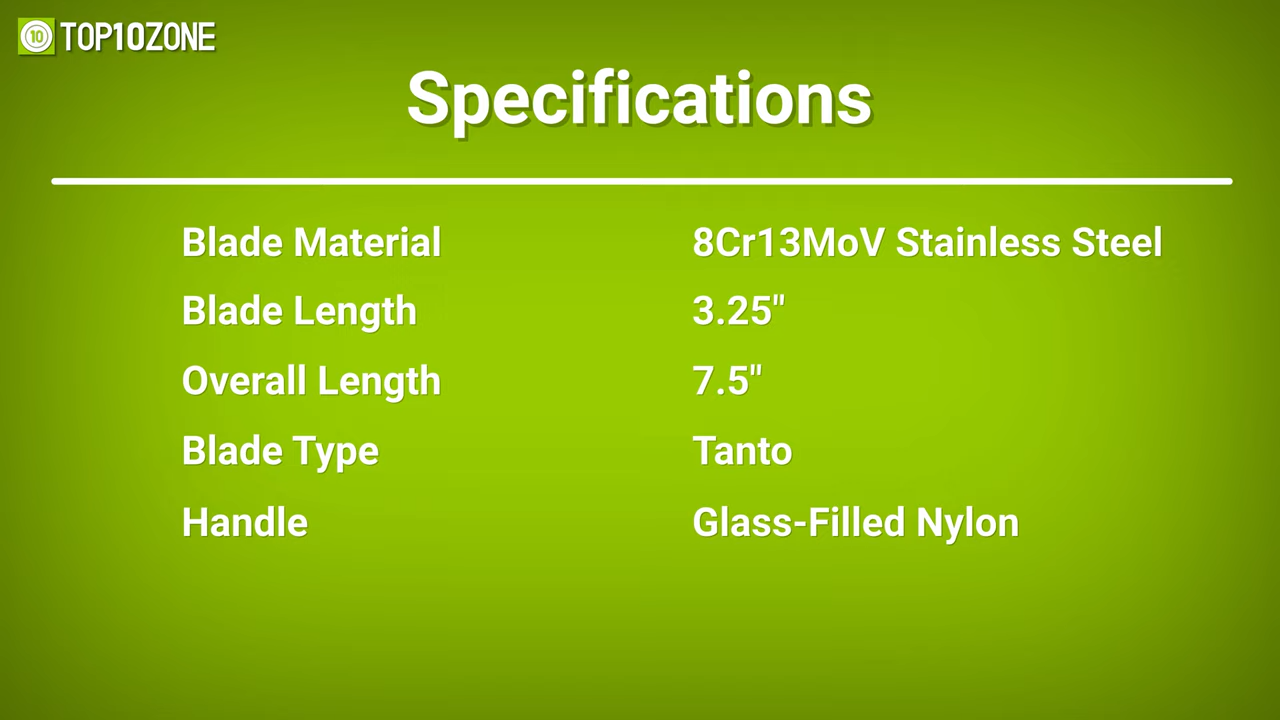 10 TOP10ZONE
Specifications
Blade Material 8Cr13MoV Stainless Steel
Blade Length 3.25"
Overall Length 7.5"
Blade Type Tanto
Handle Glass-Filled Nylon